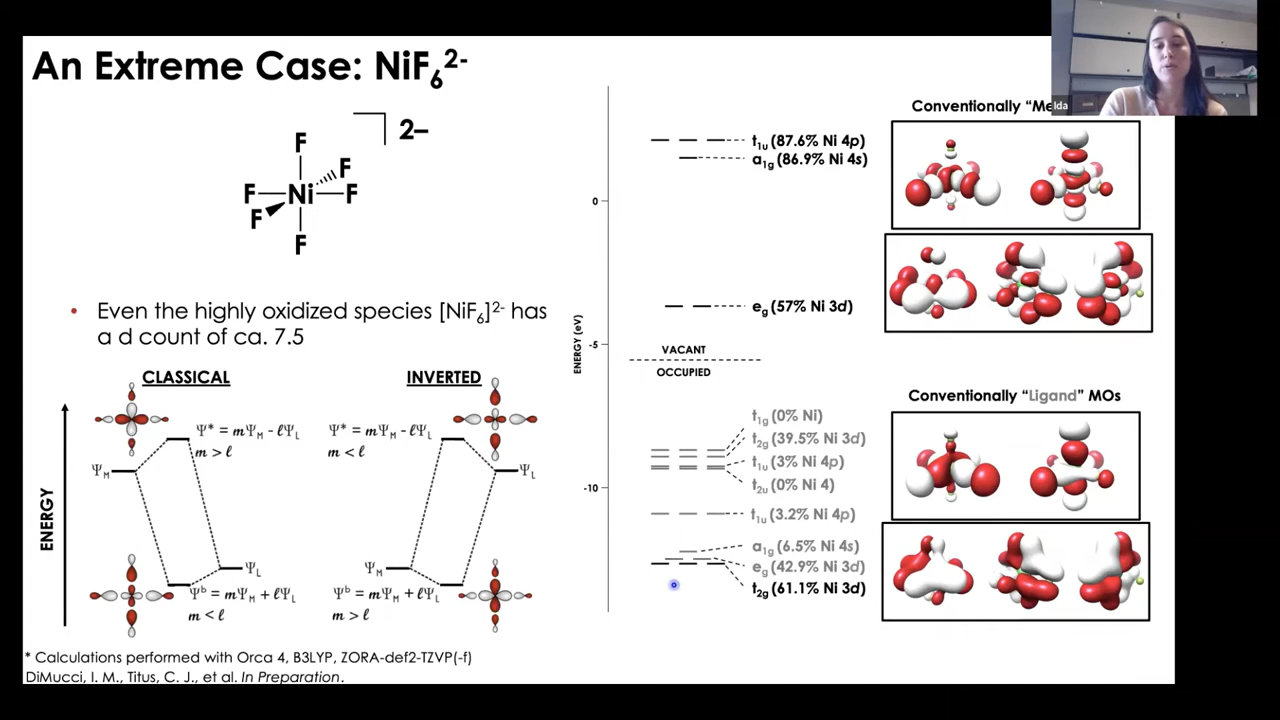 An Extreme Case: NiF₆²⁻
2–
F
F
F Ni F
F
F
• Even the highly oxidized species [NiF₆]²⁻ has
a d count of ca. 7.5
CLASSICAL
INVERTED
ENERGY
Ψ* = mΨ_M - ℓΨ_L
m > ℓ
Ψ_M
Ψ_L
Ψᵇ = mΨ_M + ℓΨ_L
m < ℓ
Ψ* = mΨ_M - ℓΨ_L
m < ℓ
Ψ_L
Ψ_M
Ψᵇ = mΨ_M + ℓΨ_L
m > ℓ
* Calculations performed with Orca 4, B3LYP, ZORA-def2-TZVP(-f)
DiMucci, I. M., Titus, C. J., et al. In Preparation.
ENERGY (eV)
0
-5
-10
t₁ᵤ (87.6% Ni 4p)
a₁g (86.9% Ni 4s)
e_g (57% Ni 3d)
VACANT
OCCUPIED
t₁g (0% Ni)
t₂g (39.5% Ni 3d)
t₁ᵤ (3% Ni 4p)
t₂ᵤ (0% Ni 4)
t₁ᵤ (3.2% Ni 4p)
a₁g (6.5% Ni 4s)
e_g (42.9% Ni 3d)
t₂g (61.1% Ni 3d)
Conventionally
Ida
Conventionally “Ligand” MOs